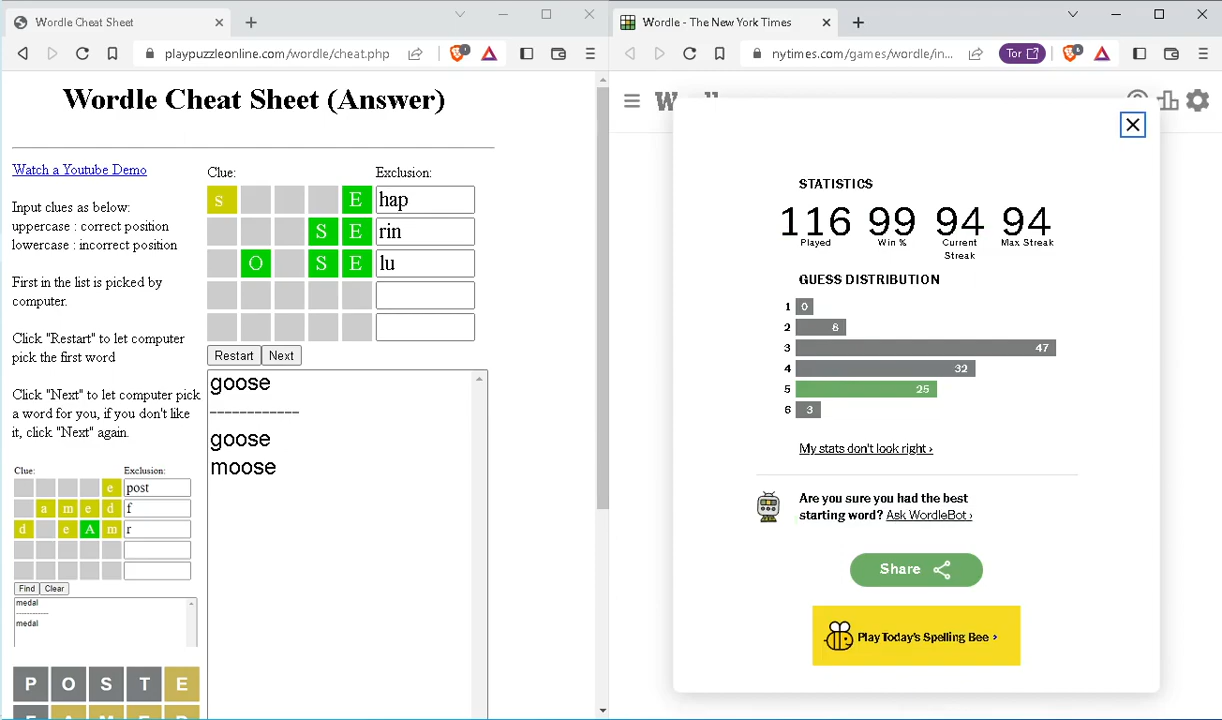 Wordle Cheat Sheet
playpuzzleonline.com/wordle/cheat.php
Wordle Cheat Sheet (Answer)
Watch a Youtube Demo
Input clues as below:
uppercase : correct position
lowercase : incorrect position
First in the list is picked by
computer.
Click "Restart" to let computer
pick the first word
Click "Next" to let computer pick
a word for you, if you don't like
it, click "Next" again.
Clue: Exclusion:
e post
a m e d f
d e A m r
Find Clear
medal
------------
medal
P O S T E
Clue: Exclusion:
s E hap
S E rin
O S E lu
Restart Next
goose
------------
goose
moose
Wordle - The New York Times
nytimes.com/games/wordle/in...
Tor
STATISTICS
116 99 94 94
Played Win % Current Max Streak
Streak
GUESS DISTRIBUTION
1 0
2
3 47
4 32
5 25
6 3
My stats don't look right ›
Are you sure you had the best
starting word? Ask WordleBot ›
Share
Play Today's Spelling Bee ›